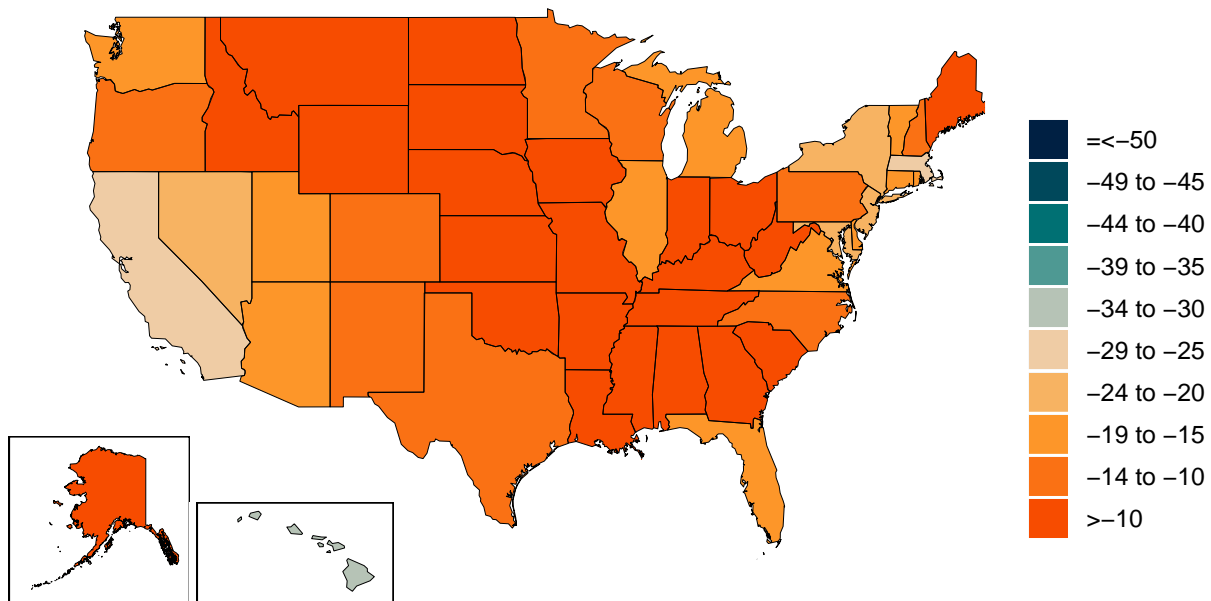 =<−50
−49 to −45
−44 to −40
−39 to −35
−34 to −30
−29 to −25
−24 to −20
−19 to −15
−14 to −10
>−10